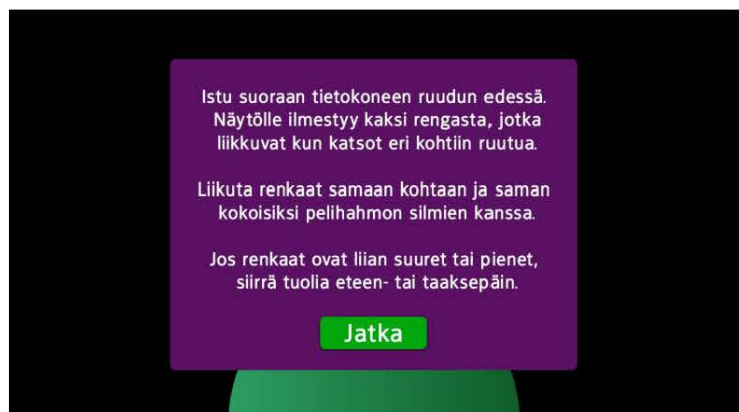 Istu suoraan tietokoneen ruudun edessä.
Näytölle ilmestyy kaksi rengasta, jotka
liikkuvat kun katsot eri kohtiin ruutua.
Liikuta renkaat samaan kohtaan ja saman
kokoisiksi pelihahmon silmien kanssa.
Jos renkaat ovat liian suuret tai pienet,
siirrä tuolia eteen- tai taaksepäin.
Jatka